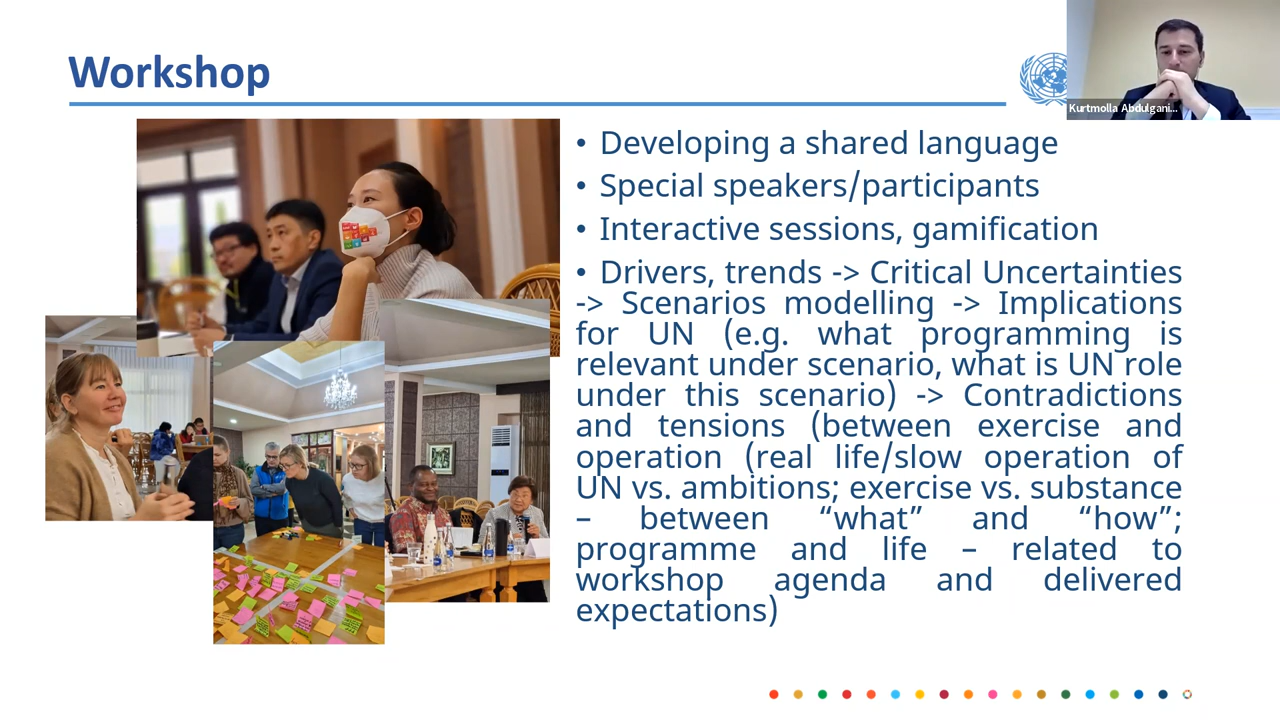 Workshop
Kurtmolla Abdulgani...
• Developing a shared language
• Special speakers/participants
• Interactive sessions, gamification
• Drivers, trends -> Critical Uncertainties
-> Scenarios modelling -> Implications
for UN (e.g. what programming is
relevant under scenario, what is UN role
under this scenario) -> Contradictions
and tensions (between exercise and
operation (real life/slow operation of
UN vs. ambitions; exercise vs. substance
– between “what” and “how”;
programme and life – related to
workshop agenda and delivered
expectations)